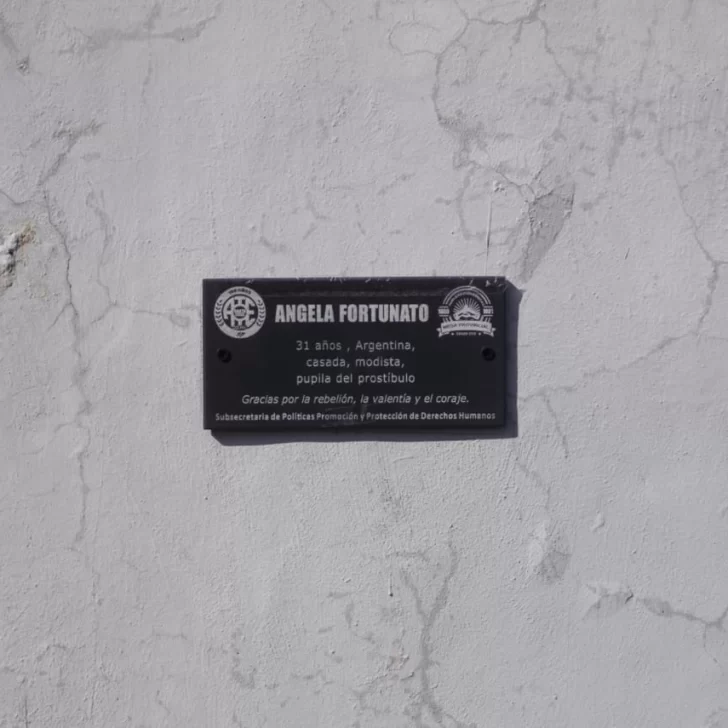 ANGELA FORTUNATO
31 años , Argentina,
casada, modista,
pupila del prostíbulo
Gracias por la rebelión, la valentía y el coraje.
Subsecretaria de Políticas Promoción y Protección de Derechos Humanos